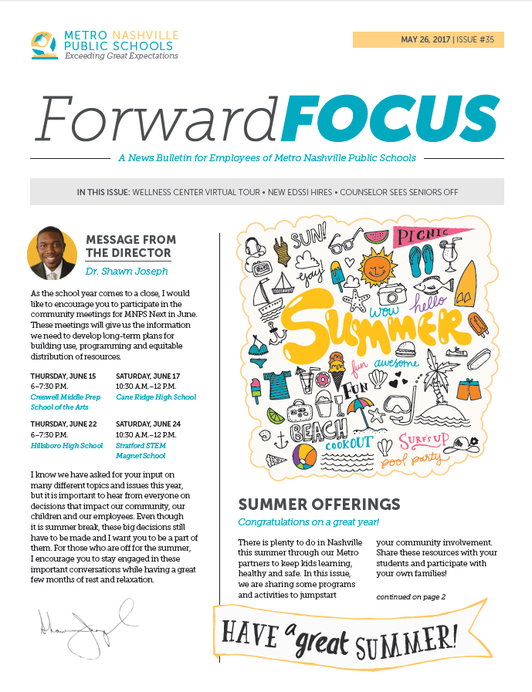 METRO NASHVILLE
PUBLIC SCHOOLS
Exceeding Great Expectations
MAY 26, 2017 | ISSUE #35
ForwardFOCUS
A News Bulletin for Employees of Metro Nashville Public Schools
IN THIS ISSUE: WELLNESS CENTER VIRTUAL TOUR • NEW EDSSI HIRES • COUNSELOR SEES SENIORS OFF
MESSAGE FROM
THE DIRECTOR
Dr. Shawn Joseph
As the school year comes to a close, I would
like to encourage you to participate in the
community meetings for MNPS Next in June.
These meetings will give us the information
we need to develop long-term plans for
building use, programming and equitable
distribution of resources.
THURSDAY, JUNE 15
6–7:30 P.M.
Creswell Middle Prep
School of the Arts
SATURDAY, JUNE 17
10:30 A.M.–12 P.M.
Cane Ridge High School
THURSDAY, JUNE 22
6–7:30 P.M.
Hillsboro High School
SATURDAY, JUNE 24
10:30 A.M.–12 P.M.
Stratford STEM
Magnet School
I know we have asked for your input on
many different topics and issues this year,
but it is important to hear from everyone on
decisions that impact our community, our
children and our employees. Even though
it is summer break, these big decisions still
have to be made and I want you to be a part of
them. For those who are off for the summer,
I encourage you to stay engaged in these
important conversations while having a great
few months of rest and relaxation.
SUN!
PICNIC
enjoy
hello
wow
SUMMER
fun
awesome
FUN
BEACH
COOKOUT
SURF'S UP
pool party
SUMMER OFFERINGS
Congratulations on a great year!
There is plenty to do in Nashville
this summer through our Metro
partners to keep kids learning,
healthy and safe. In this issue,
we are sharing some programs
and activities to jumpstart
your community involvement.
Share these resources with your
students and participate with
your own families!
continued on page 2
HAVE a great SUMMER!